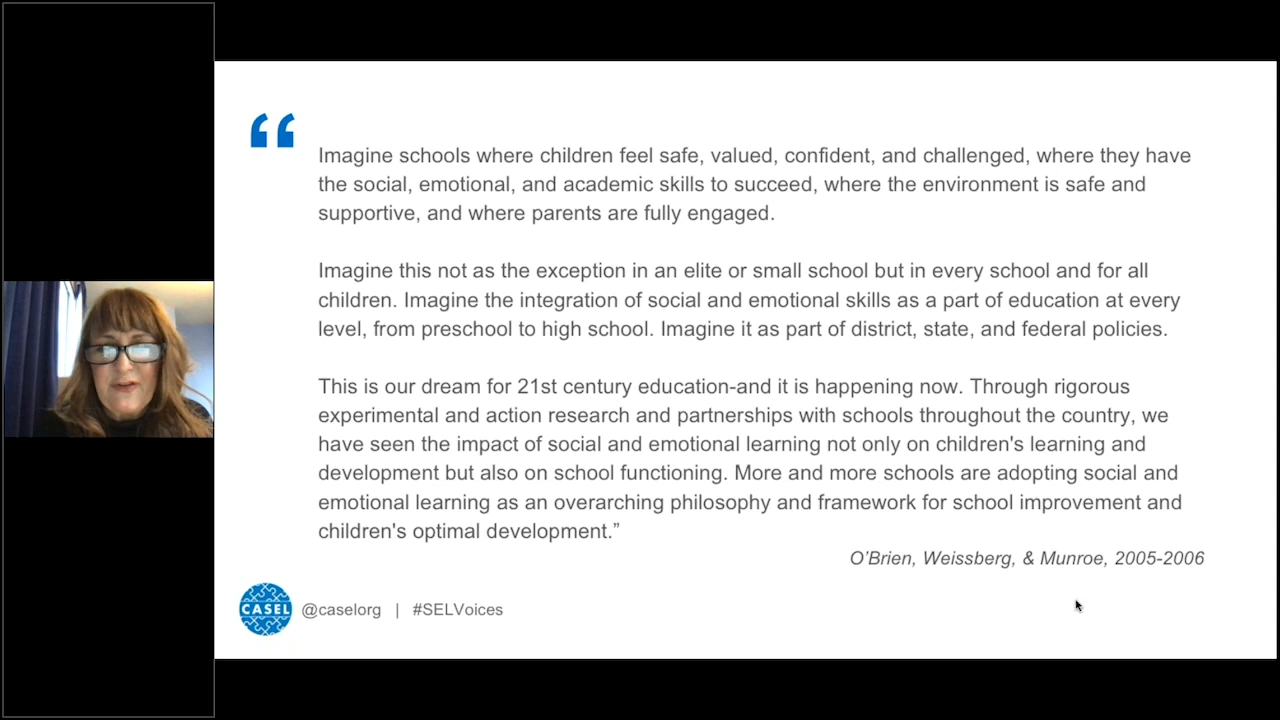 “
Imagine schools where children feel safe, valued, confident, and challenged, where they have
the social, emotional, and academic skills to succeed, where the environment is safe and
supportive, and where parents are fully engaged.
Imagine this not as the exception in an elite or small school but in every school and for all
children. Imagine the integration of social and emotional skills as a part of education at every
level, from preschool to high school. Imagine it as part of district, state, and federal policies.
This is our dream for 21st century education-and it is happening now. Through rigorous
experimental and action research and partnerships with schools throughout the country, we
have seen the impact of social and emotional learning not only on children's learning and
development but also on school functioning. More and more schools are adopting social and
emotional learning as an overarching philosophy and framework for school improvement and
children's optimal development.”
O’Brien, Weissberg, & Munroe, 2005-2006
CASEL @caselorg | #SELVoices